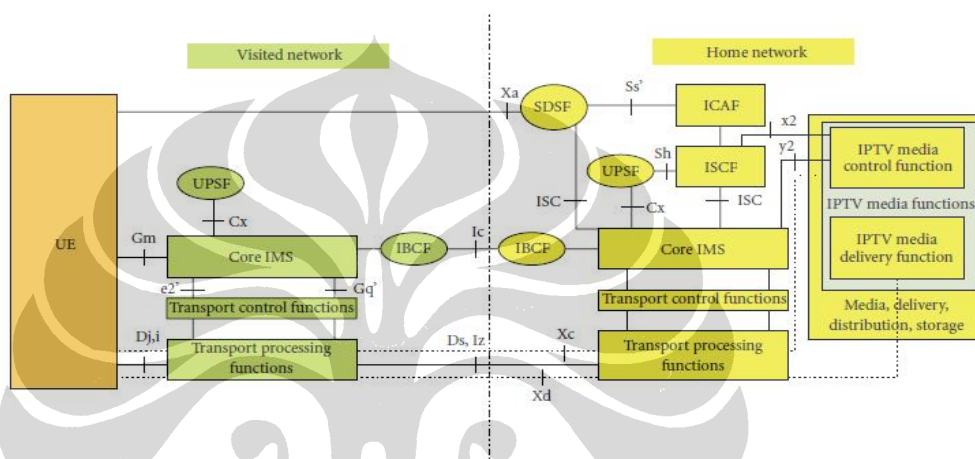 Visited network
Home network
Xa
SDSF
Ss'
ICAF
x2
UPSF
Sh
ISCF
y2
IPTV media
control function
UPSF
Cx
ISC
Cx
ISC
IPTV media functions
UE
Gm
Core IMS
IBCF
Ic
IBCF
Core IMS
IPTV media
delivery function
e2'
Gq'
Transport control functions
Transport control functions
Media, delivery,
distribution, storage
Dj,i
Transport processing
functions
Ds, Iz
Xc
Transport processing
functions
Xd